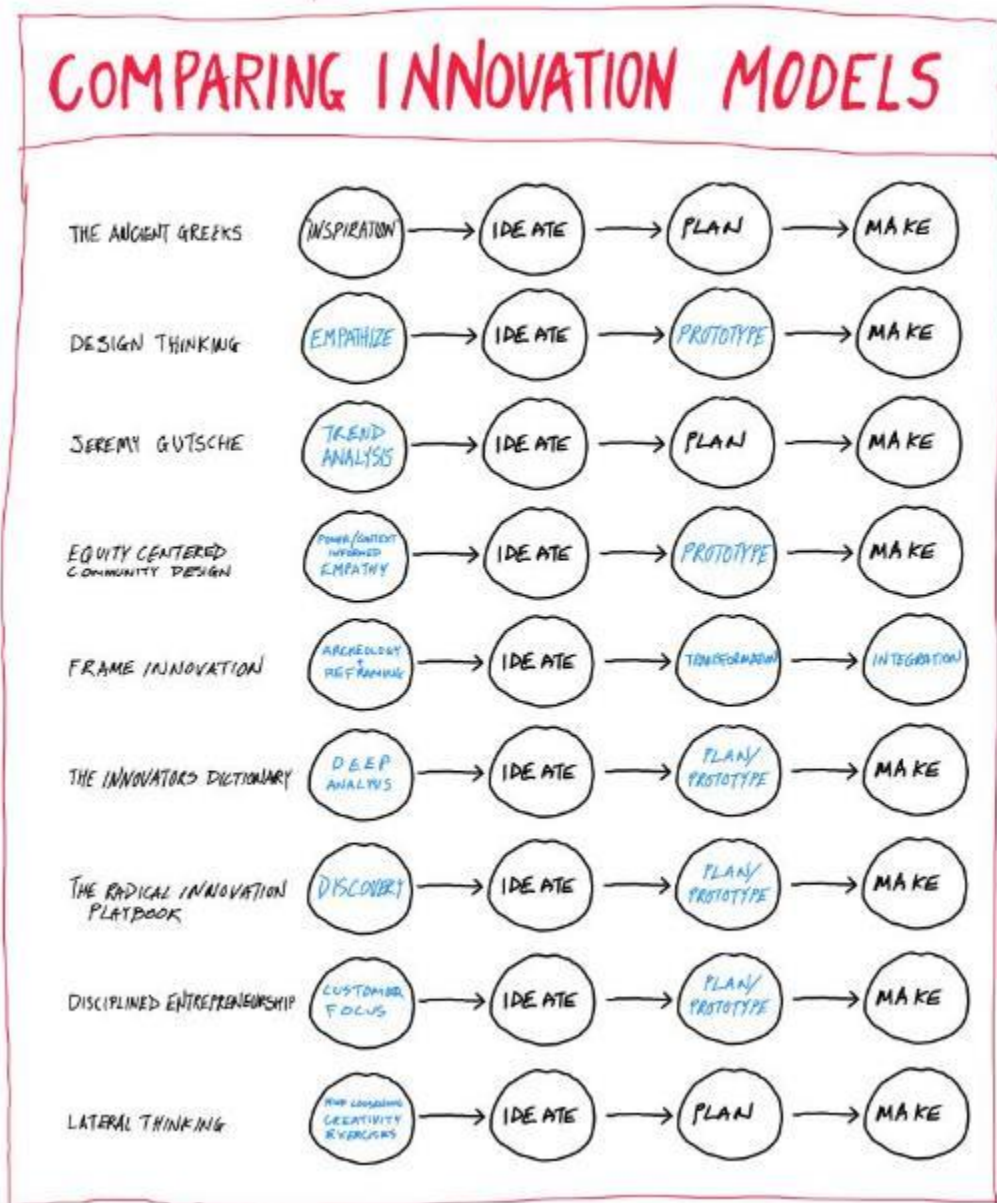 COMPARING INNOVATION MODELS
THE ANCIENT GREEKS
INSPIRATION
IDEATE
PLAN
MAKE
DESIGN THINKING
EMPATHIZE
IDEATE
PROTOTYPE
MAKE
JEREMY GUTSCHE
TREND
ANALYSIS
IDEATE
PLAN
MAKE
EQUITY CENTERED
COMMUNITY DESIGN
POWER/CONTEXT
INFORMED
EMPATHY
IDEATE
PROTOTYPE
MAKE
FRAME INNOVATION
ARCHEOLOGY
+
REFRAMING
IDEATE
TRANSFORMATION
INTEGRATION
THE INNOVATORS DICTIONARY
DEEP
ANALYSIS
IDEATE
PLAN/
PROTOTYPE
MAKE
THE RADICAL INNOVATION
PLAYBOOK
DISCOVERY
IDEATE
PLAN/
PROTOTYPE
MAKE
DISCIPLINED ENTREPRENEURSHIP
CUSTOMER
FOCUS
IDEATE
PLAN/
PROTOTYPE
MAKE
LATERAL THINKING
CREATIVITY
EXERCISES
IDEATE
PLAN
MAKE